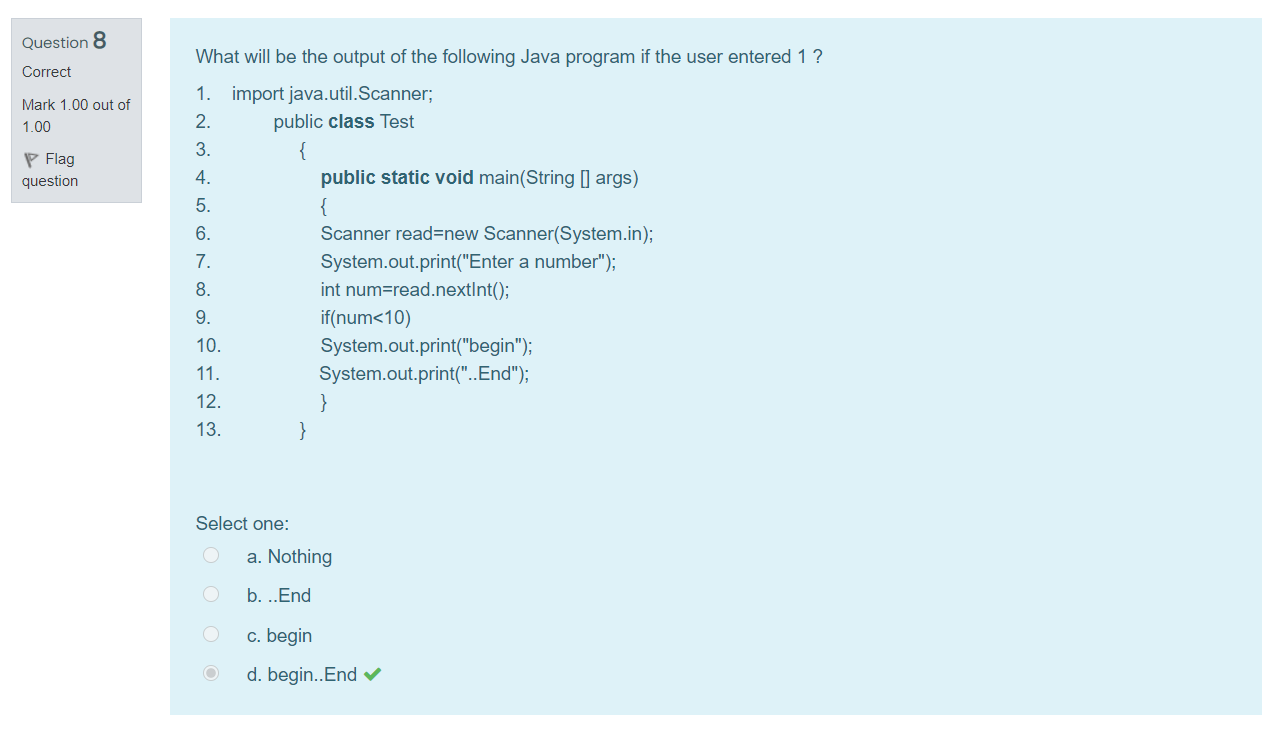 Question 8
Correct
Mark 1.00 out of
1.00
Flag
question
What will be the output of the following Java program if the user entered 1 ?
1. import java.util.Scanner;
2. public class Test
3. {
4. public static void main(String [] args)
5. {
6. Scanner read=new Scanner(System.in);
7. System.out.print("Enter a number");
8. int num=read.nextInt();
9. if(num<10)
10. System.out.print("begin");
11. System.out.print("..End");
12. }
13. }
Select one:
a. Nothing
b. ..End
c. begin
d. begin..End